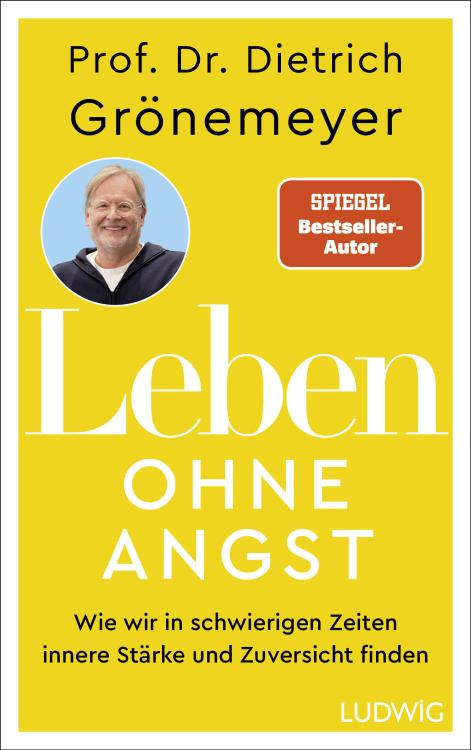 Prof. Dr. Dietrich
Grönemeyer
SPIEGEL
Bestseller-
Autor
Leben
OHNE
ANGST
Wie wir in schwierigen Zeiten
innere Stärke und Zuversicht finden
LUDWiG